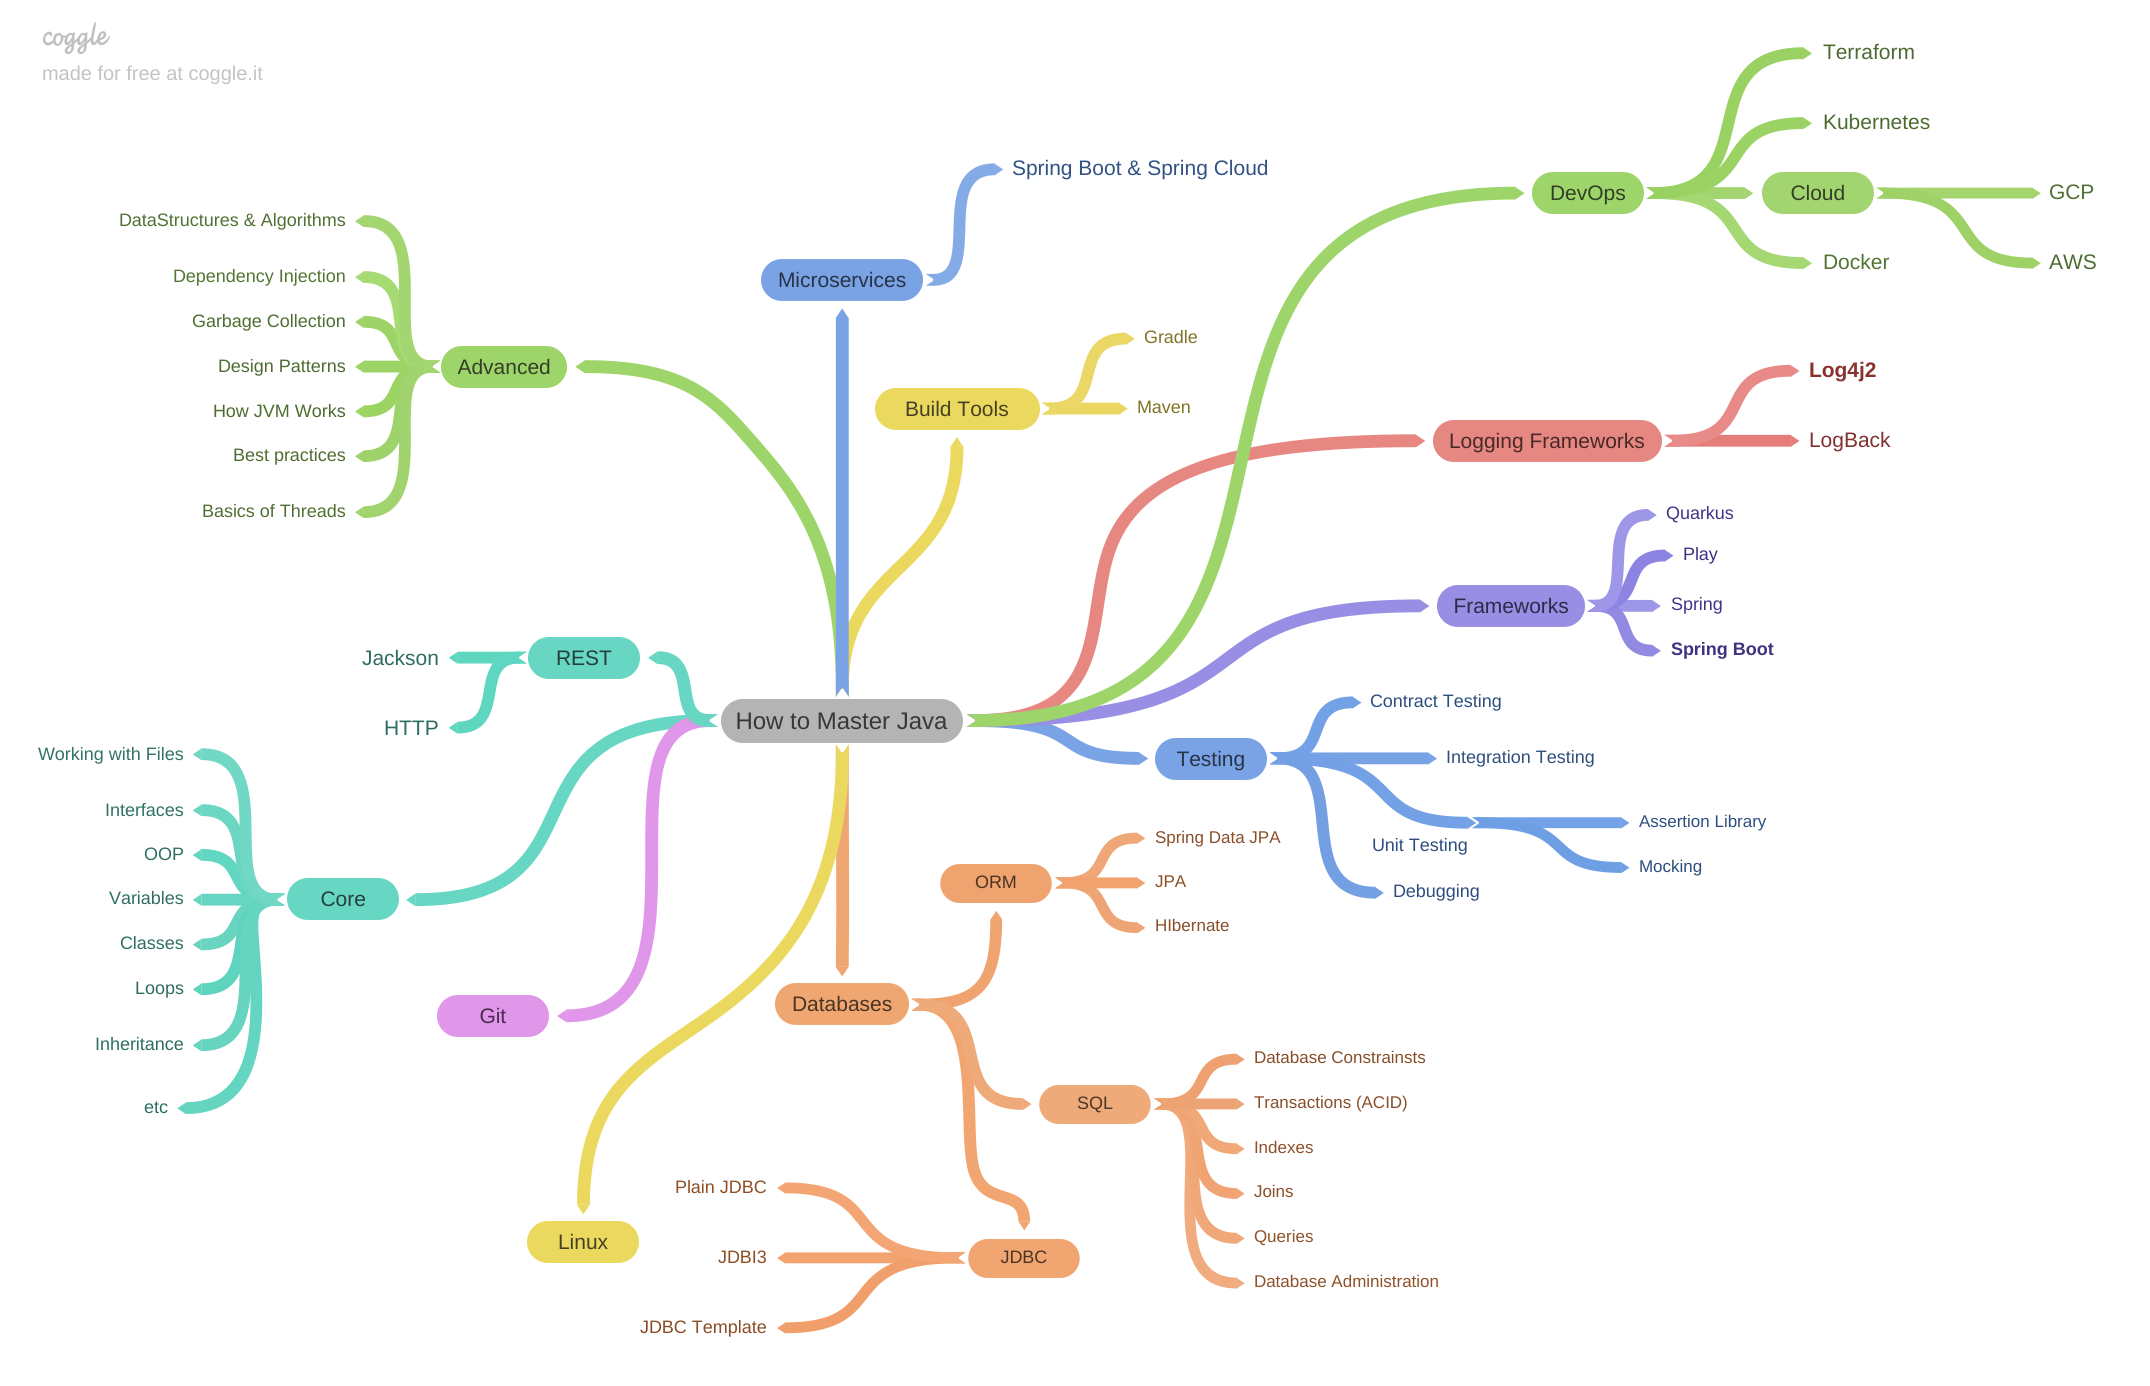 coggle
made for free at coggle.it
How to Master Java
Microservices
Spring Boot & Spring Cloud
Build Tools
Gradle
Maven
DevOps
Terraform
Kubernetes
Cloud
GCP
AWS
Docker
Logging Frameworks
Log4j2
LogBack
Frameworks
Quarkus
Play
Spring
Spring Boot
Testing
Contract Testing
Integration Testing
Unit Testing
Assertion Library
Mocking
Debugging
Databases
ORM
Spring Data JPA
JPA
HIbernate
SQL
Database Constrainsts
Transactions (ACID)
Indexes
Joins
Queries
Database Administration
JDBC
Plain JDBC
JDBI3
JDBC Template
Linux
Git
Advanced
DataStructures & Algorithms
Dependency Injection
Garbage Collection
Design Patterns
How JVM Works
Best practices
Basics of Threads
REST
Jackson
HTTP
Core
Working with Files
Interfaces
OOP
Variables
Classes
Loops
Inheritance
etc